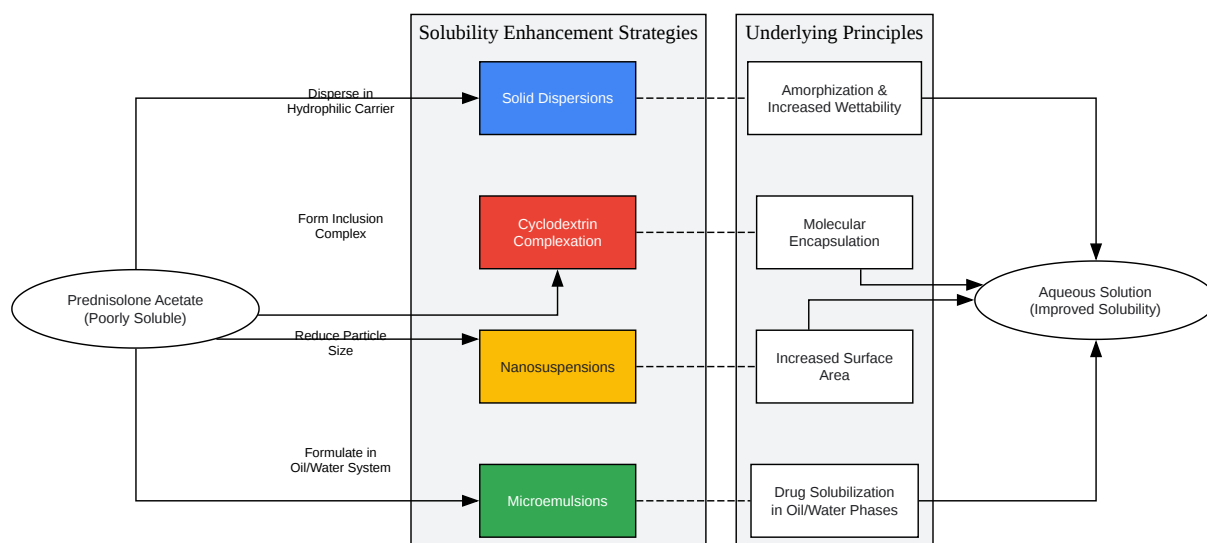 Solubility Enhancement Strategies
Underlying Principles
Disperse in
Hydrophilic Carrier
Solid Dispersions
Amorphization &
Increased Wettability
Form Inclusion
Complex
Cyclodextrin
Complexation
Molecular
Encapsulation
Prednisolone Acetate
(Poorly Soluble)
Aqueous Solution
(Improved Solubility)
Reduce Particle
Size
Nanosuspensions
Increased Surface
Area
Formulate in
Oil/Water System
Microemulsions
Drug Solubilization
in Oil/Water Phases